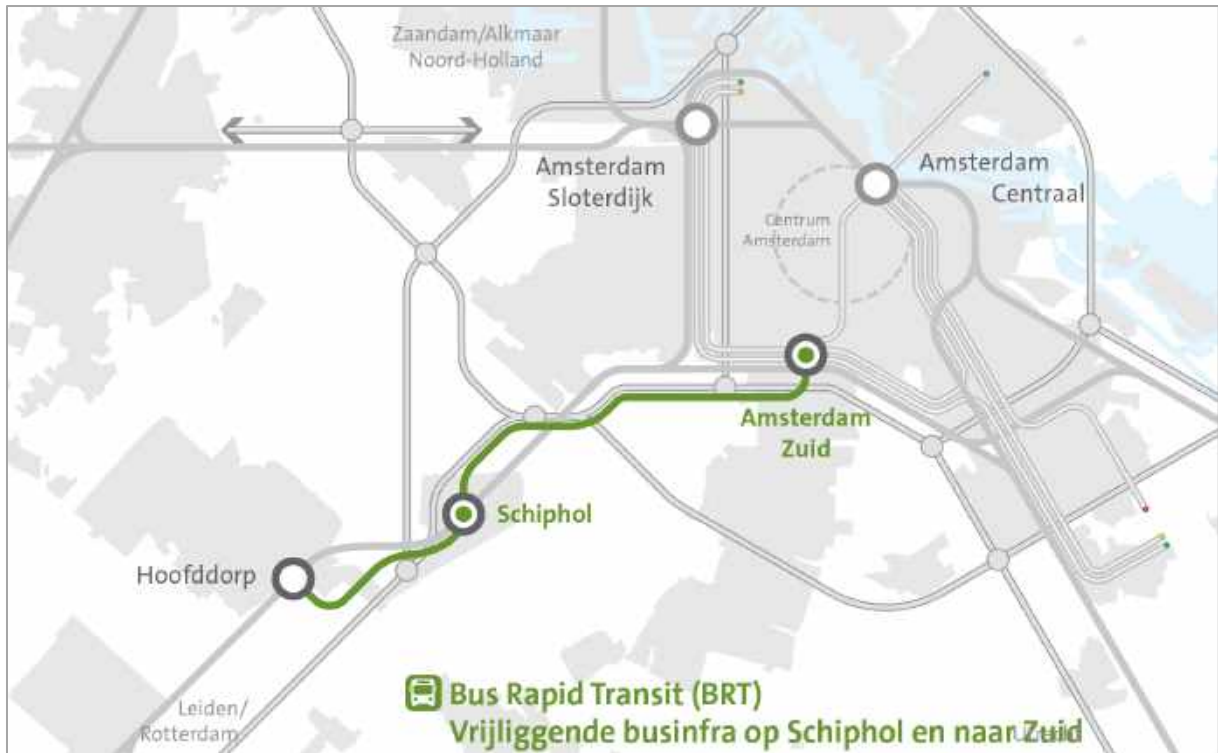 Zaandam/Alkmaar
Noord-Holland
Amsterdam
Sloterdijk
Amsterdam
Centraal
Centrum
Amsterdam
Amsterdam
Zuid
Schiphol
Hoofddorp
Leiden/
Rotterdam
Bus Rapid Transit (BRT)
Vrijliggende businfra op Schiphol en naar Zuid